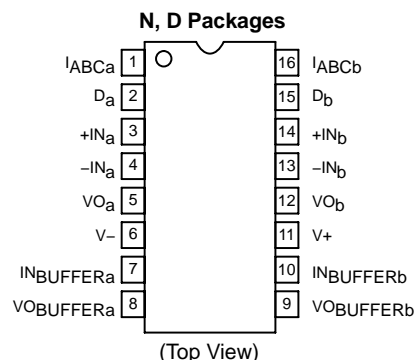 N, D Packages
IABCa 1 16 IABCb
Da 2 15 Db
+INa 3 14 +INb
−INa 4 13 −INb
VOa 5 12 VOb
V− 6 11 V+
INBUFFERa 7 10 INBUFFERb
VOBUFFERa 8 9 VOBUFFERb
(Top View)